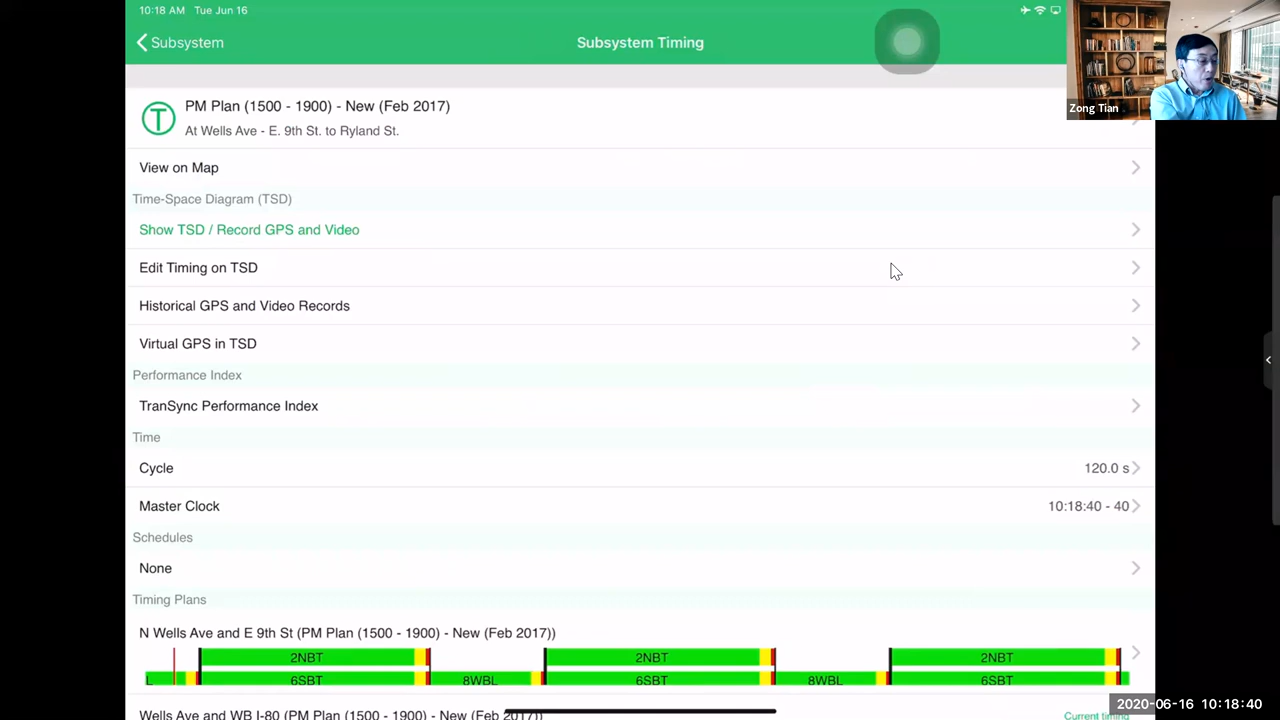 10:18 AM Tue Jun 16
Subsystem
Subsystem Timing
Zong Tian
T
PM Plan (1500 - 1900) - New (Feb 2017)
At Wells Ave - E. 9th St. to Ryland St.
View on Map
Time-Space Diagram (TSD)
Show TSD / Record GPS and Video
Edit Timing on TSD
Historical GPS and Video Records
Virtual GPS in TSD
Performance Index
TranSync Performance Index
Time
Cycle 120.0 s
Master Clock 10:18:40 - 40
Schedules
None
Timing Plans
N Wells Ave and E 9th St (PM Plan (1500 - 1900) - New (Feb 2017))
2NBT 2NBT 2NBT
L 6SBT 8WBL 6SBT 8WBL 6SBT
Wells Ave and WB I-80 (PM Plan (1500 - 1900) - New (Feb 2017))
Current timing
2020-06-16 10:18:40